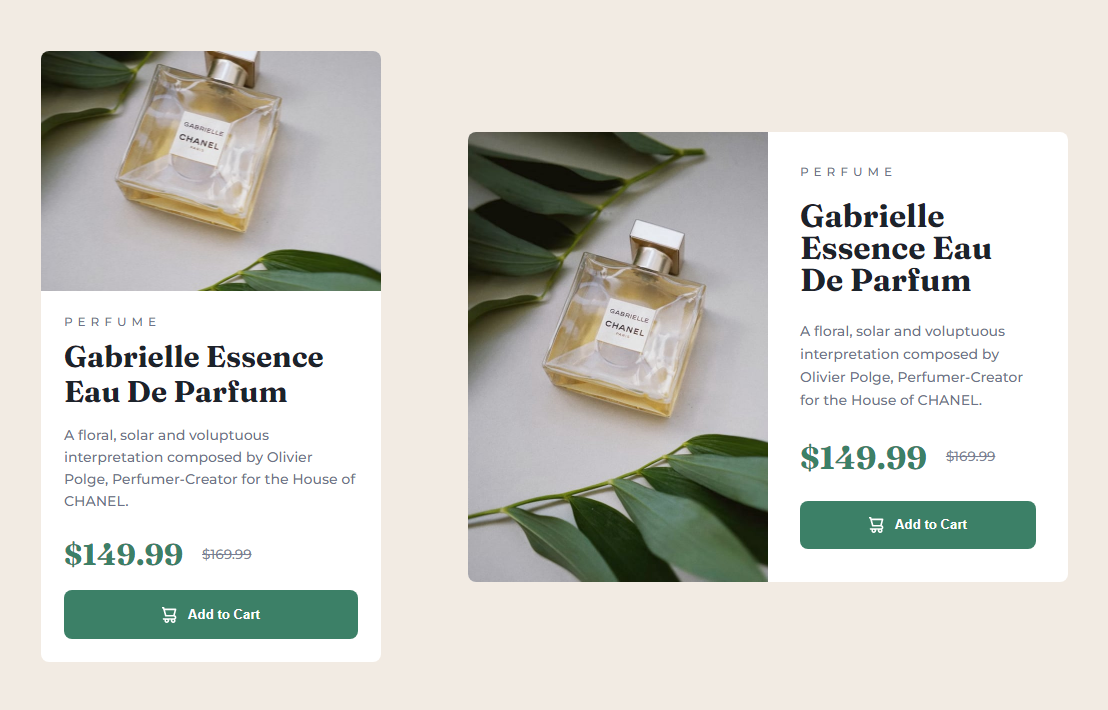 GABRIELLE
CHANEL
PARIS
PERFUME
Gabrielle Essence
Eau De Parfum
A floral, solar and voluptuous
interpretation composed by Olivier
Polge, Perfumer-Creator for the House of
CHANEL.
$149.99 $169.99
Add to Cart
GABRIELLE
CHANEL
PARIS
PERFUME
Gabrielle
Essence Eau
De Parfum
A floral, solar and voluptuous
interpretation composed by
Olivier Polge, Perfumer-Creator
for the House of CHANEL.
$149.99 $169.99
Add to Cart